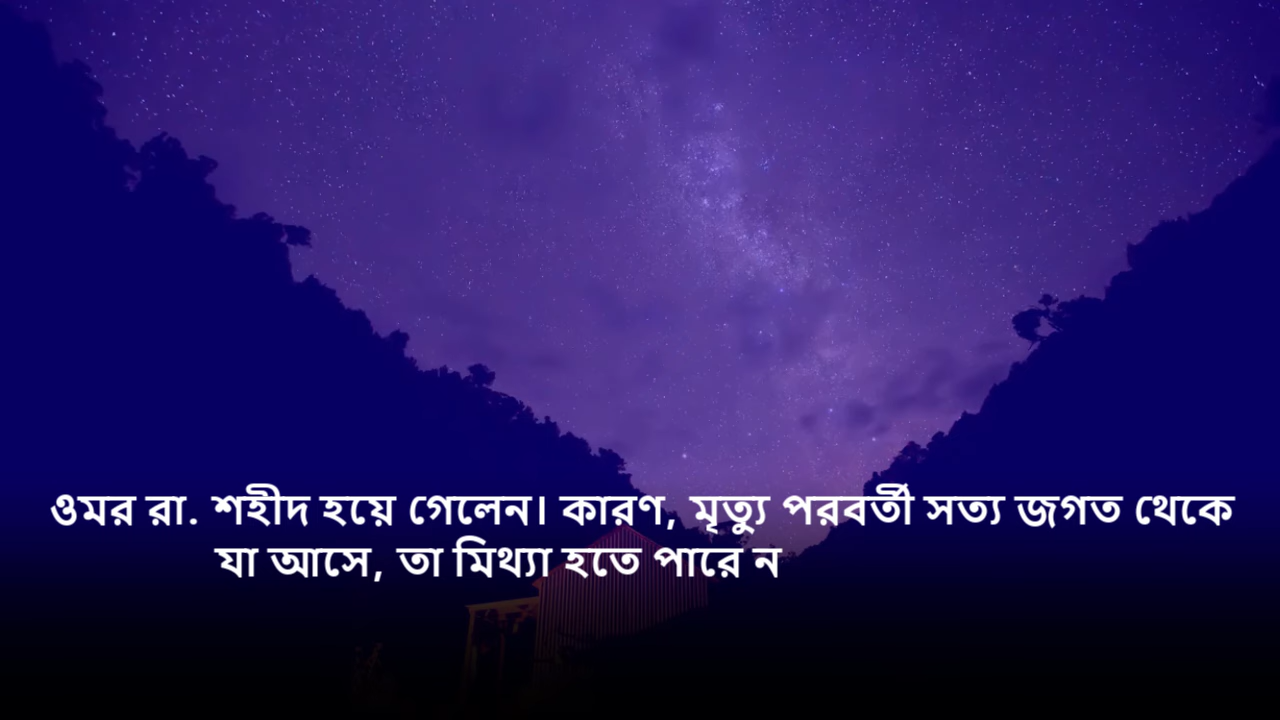 ওমর রা. শহীদ হয়ে গেলেন। কারণ, মৃত্যু পরবর্তী সত্য জগত থেকে
যা আসে, তা মিথ্যা হতে পারে ন